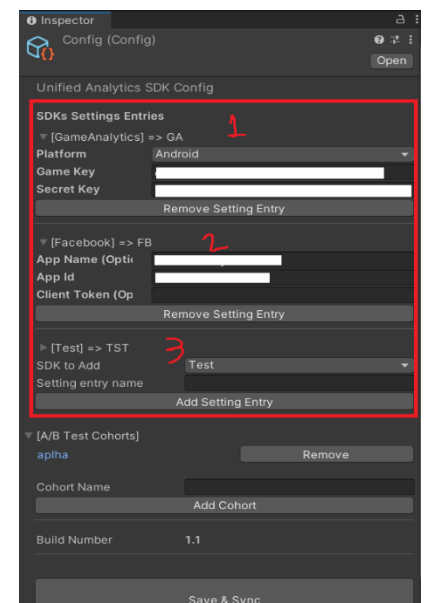 Inspector
Config (Config)
Open
Unified Analytics SDK Config
SDKs Settings Entries
1
[GameAnalytics] => GA
Platform Android
Game Key
Secret Key
Remove Setting Entry
[Facebook] => FB
2
App Name (Optic
App Id
Client Token (Op
Remove Setting Entry
[Test] => TST
3
SDK to Add Test
Setting entry name
Add Setting Entry
[A/B Test Cohorts]
aplha Remove
Cohort Name
Add Cohort
Build Number 1.1
Save & Sync